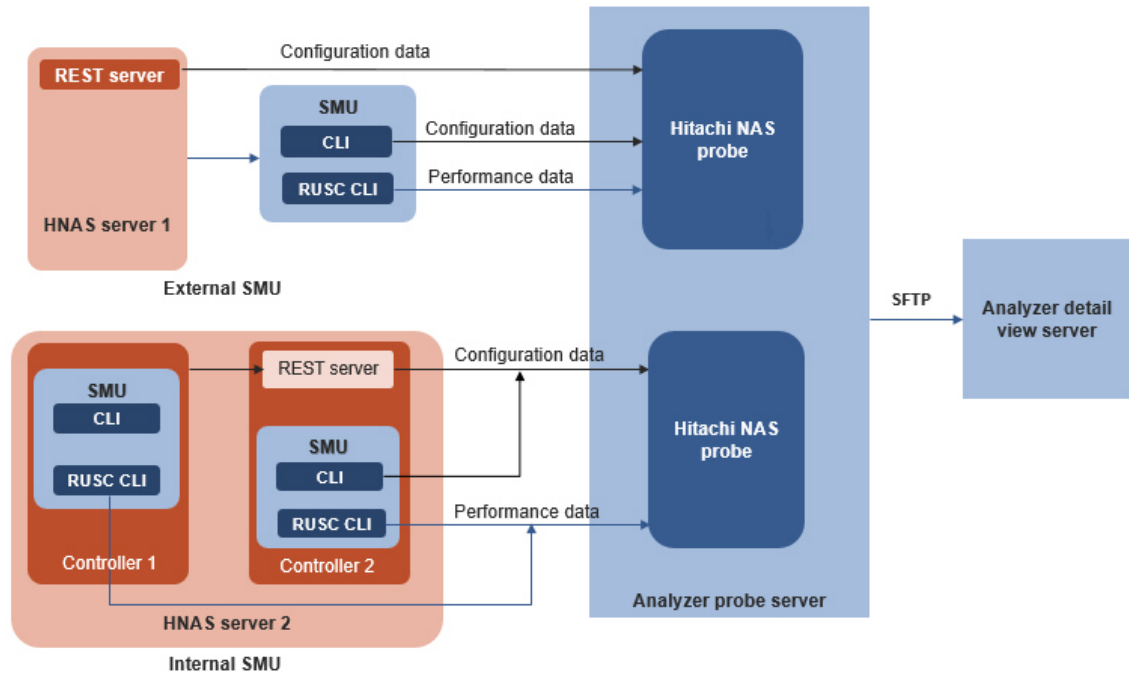 Configuration data
REST server
SMU
CLI
Configuration data
RUSC CLI
Performance data
HNAS server 1
External SMU
Hitachi NAS
probe
SFTP
Analyzer detail
view server
SMU
CLI
RUSC CLI
Controller 1
REST server
Configuration data
SMU
CLI
RUSC CLI
Performance data
Controller 2
HNAS server 2
Internal SMU
Hitachi NAS
probe
Analyzer probe server